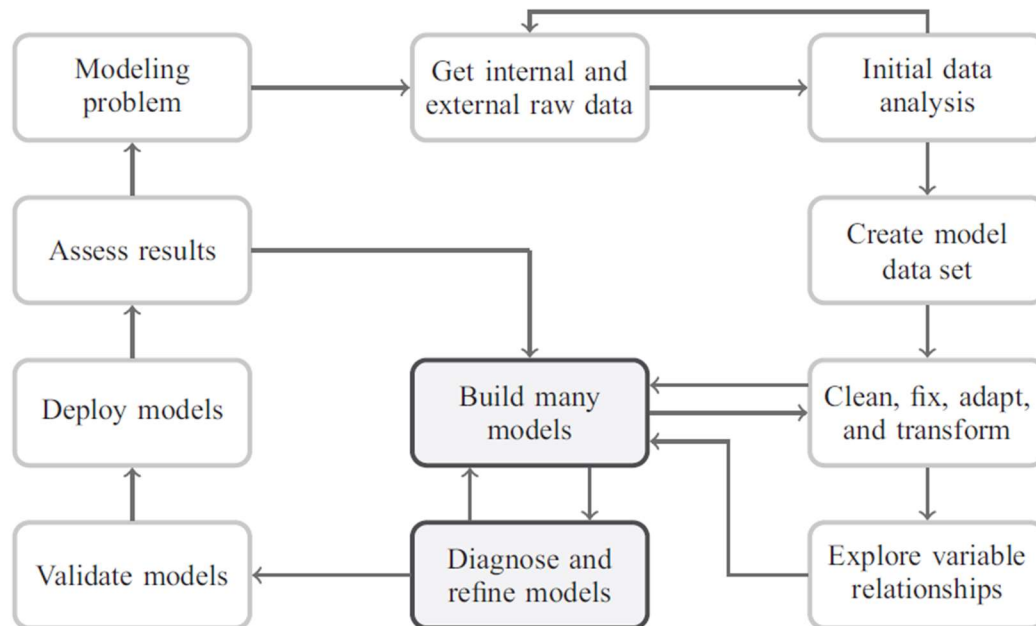 Modeling
problem
Get internal and
external raw data
Initial data
analysis
Assess results
Create model
data set
Deploy models
Build many
models
Clean, fix, adapt,
and transform
Validate models
Diagnose and
refine models
Explore variable
relationships